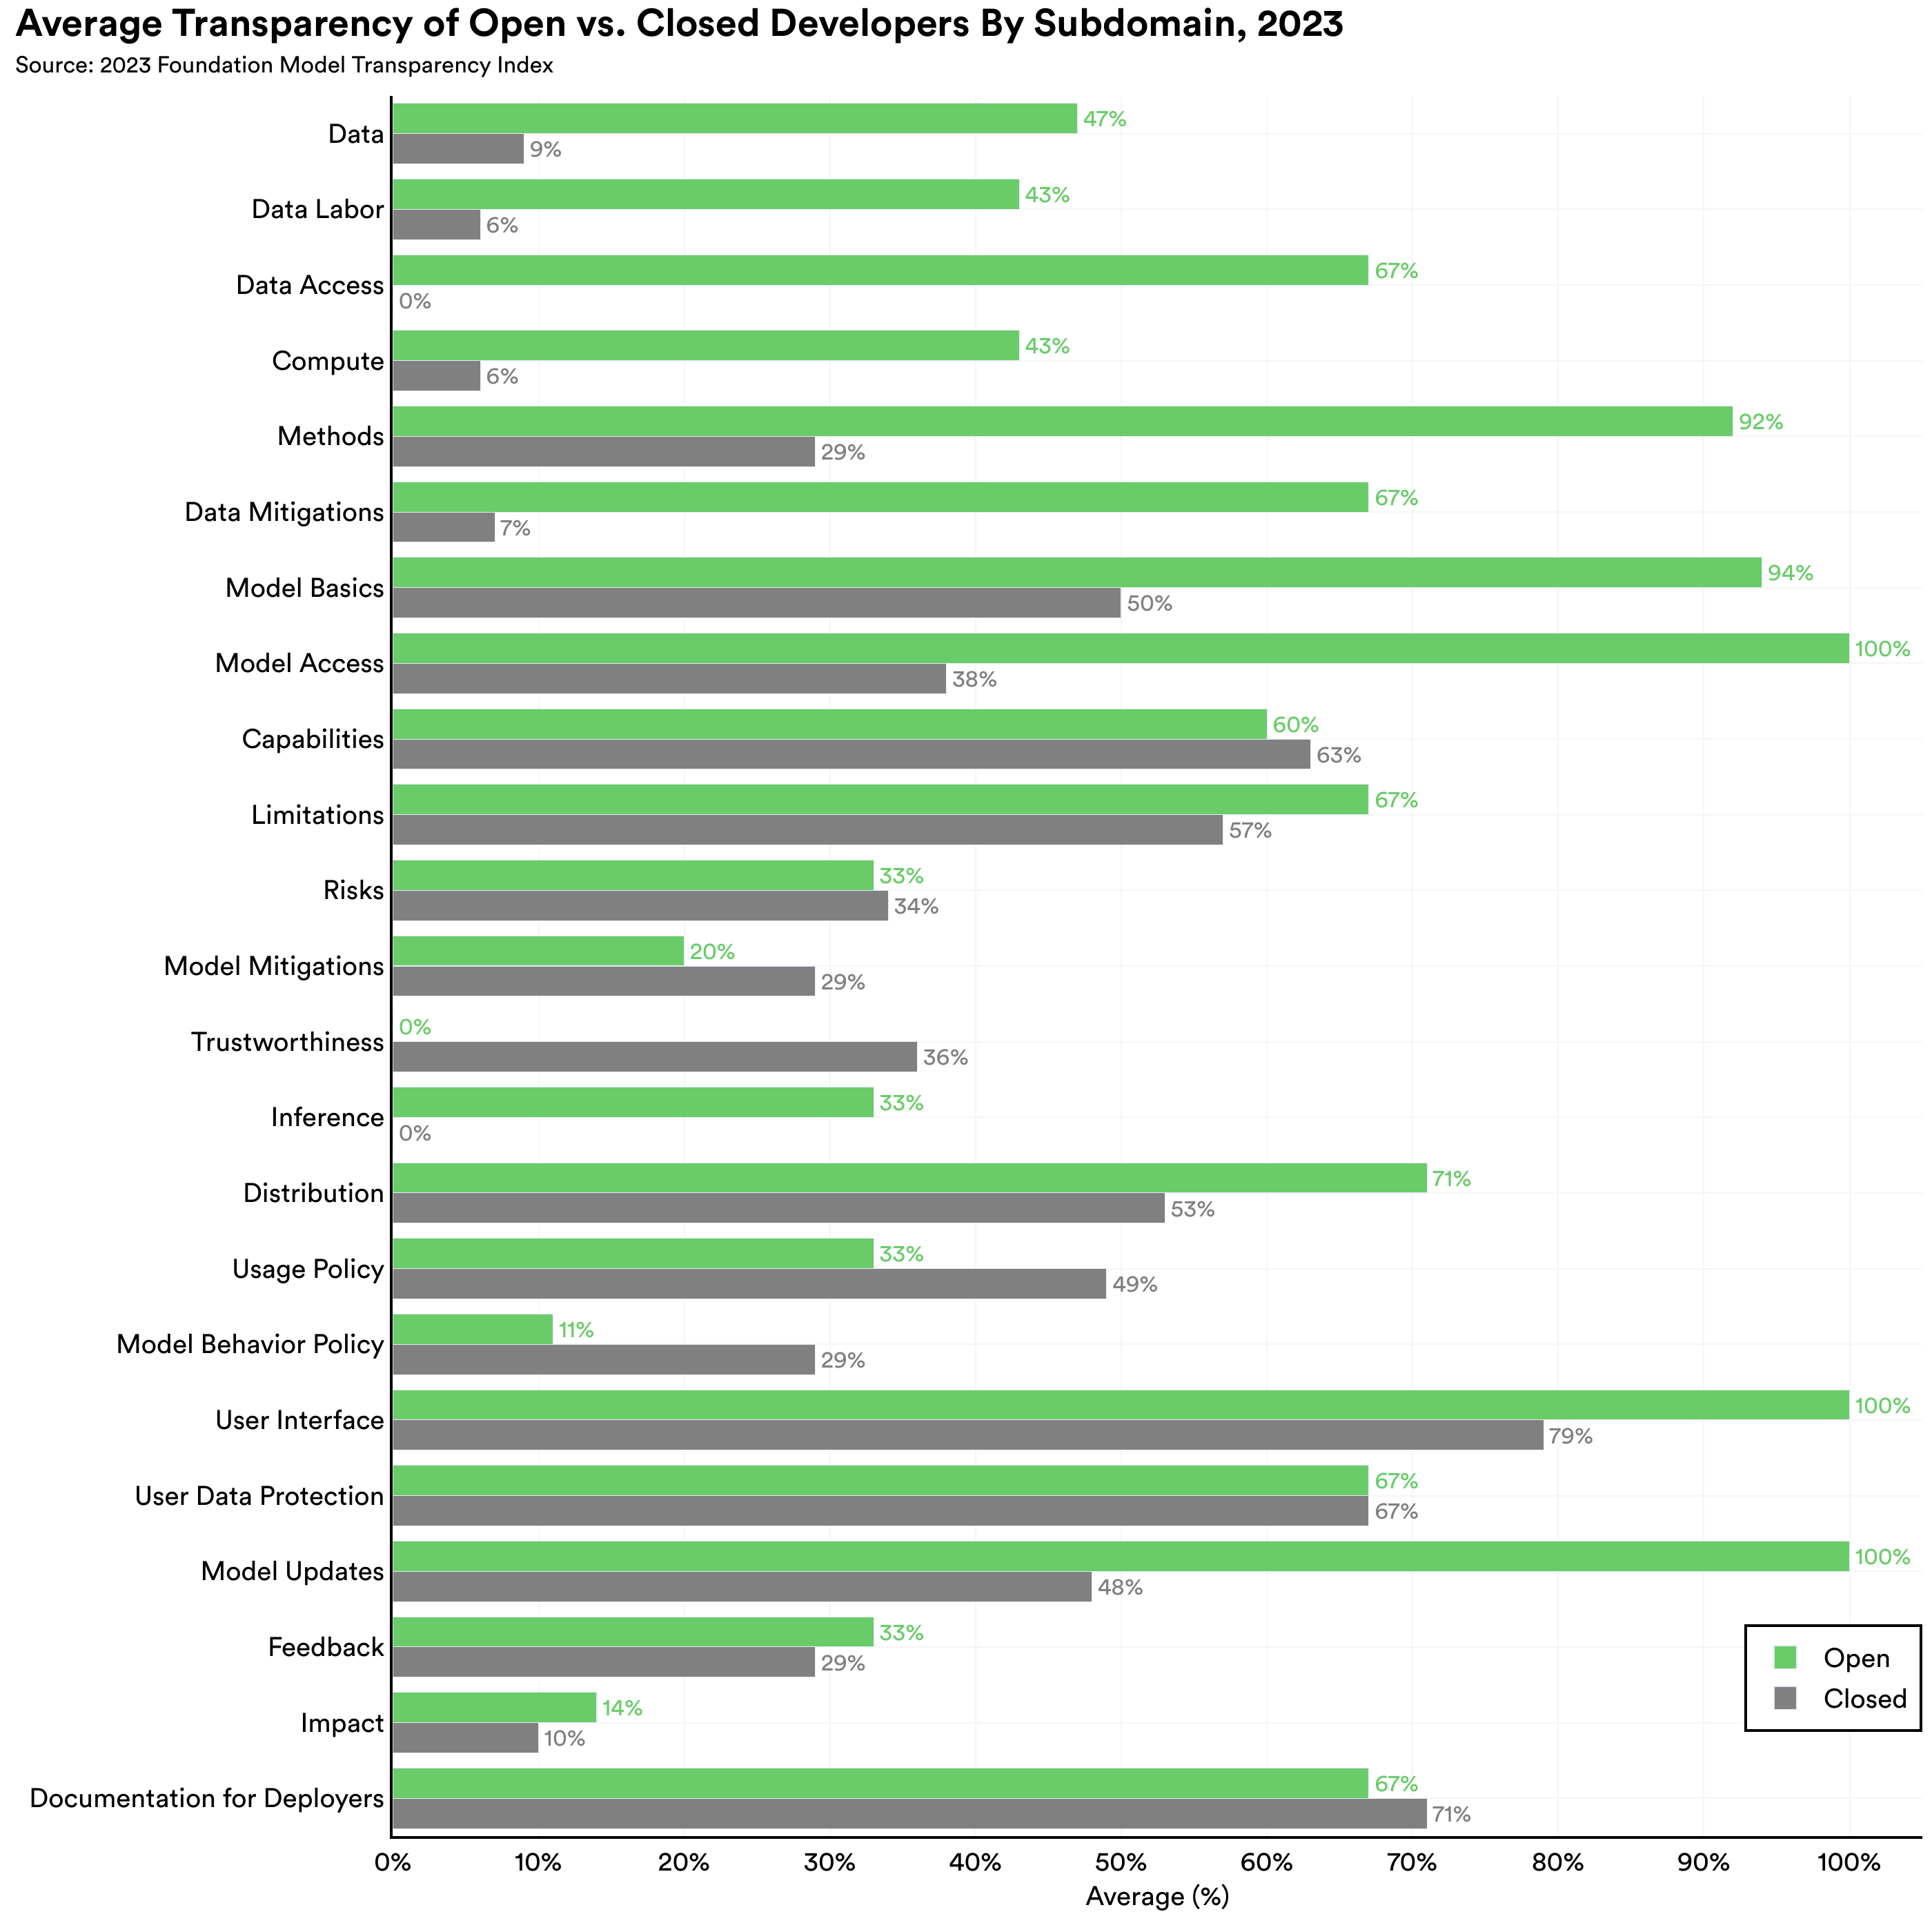 Average Transparency of Open vs. Closed Developers By Subdomain, 2023
Source: 2023 Foundation Model Transparency Index
Data
47%
9%
Data Labor
43%
6%
Data Access
67%
0%
Compute
43%
6%
Methods
92%
29%
Data Mitigations
67%
7%
Model Basics
94%
50%
Model Access
100%
38%
Capabilities
60%
63%
Limitations
67%
57%
Risks
33%
34%
Model Mitigations
20%
29%
Trustworthiness
0%
36%
Inference
33%
0%
Distribution
71%
53%
Usage Policy
33%
49%
Model Behavior Policy
11%
29%
User Interface
100%
79%
User Data Protection
67%
67%
Model Updates
100%
48%
Feedback
33%
29%
Impact
14%
10%
Documentation for Deployers
67%
71%
Open
Closed
0% 10% 20% 30% 40% 50% 60% 70% 80% 90% 100%
Average (%)